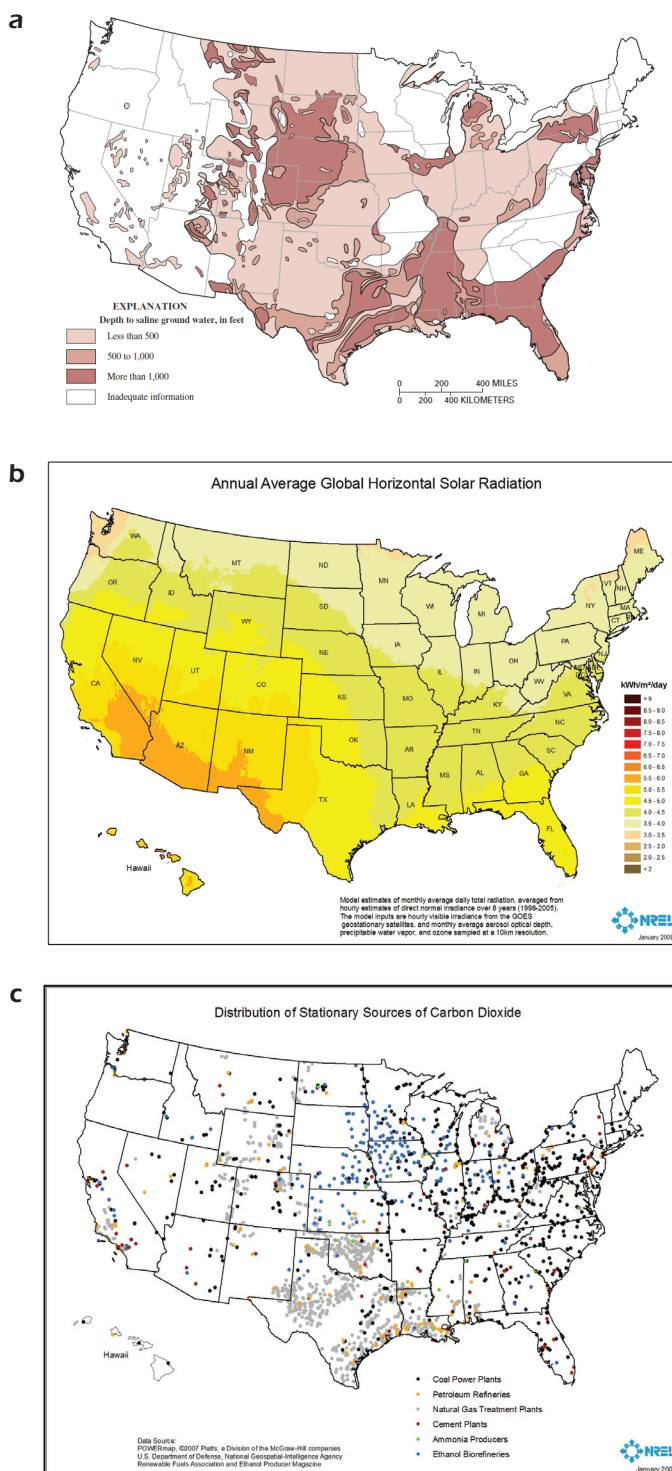 a
EXPLANATION
Depth to saline ground water, in feet
Less than 500
500 to 1,000
More than 1,000
Inadequate information
0 200 400 MILES
0 200 400 KILOMETERS
b
Annual Average Global Horizontal Solar Radiation
WA
MT
ND
MN
ME
OR
ID
SD
WI
MI
VT
NH
NY
MA
CT
WY
IA
PA
NJ
NE
NV
UT
CO
IL
IN
OH
WV
VA
CA
KS
MO
KY
NC
AZ
NM
OK
AR
TN
SC
TX
LA
MS
AL
GA
FL
Hawaii
kWh/m²/day
> 9
8.5 - 9.0
8.0 - 8.5
7.5 - 8.0
7.0 - 7.5
6.5 - 7.0
6.0 - 6.5
5.5 - 6.0
5.0 - 5.5
4.5 - 5.0
4.0 - 4.5
3.5 - 4.0
3.0 - 3.5
2.5 - 3.0
2.0 - 2.5
< 2
Model estimates of monthly average daily total radiation, averaged from
hourly estimates of direct normal irradiance over 8 years (1998-2005).
The model inputs are hourly visible irradiance from the GOES
geostationary satellites, and monthly average aerosol optical depth,
precipitable water vapor, and ozone sampled at a 10km resolution.
NREL
January 200
c
Distribution of Stationary Sources of Carbon Dioxide
Hawaii
Coal Power Plants
Petroleum Refineries
Natural Gas Treatment Plants
Cement Plants
Ammonia Producers
Ethanol Biorefineries
Data Source:
POWERmap, ©2007 Platts, a Division of the McGraw-Hill companies
U.S. Department of Defense, National Geospatial-Intelligence Agency
Renewable Fuels Association and Ethanol Producer Magazine
NREL
January 200